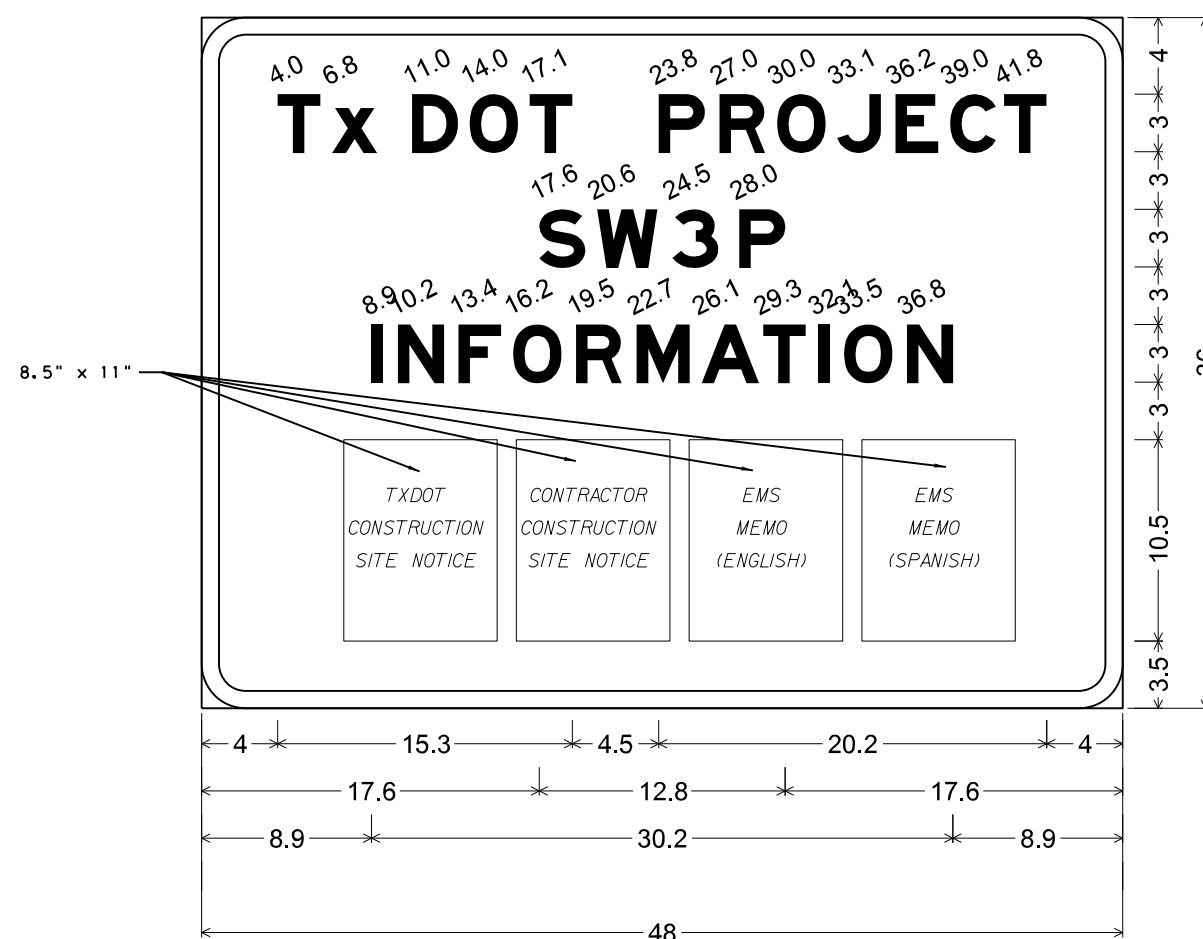 4.0 6.8 11.0 14.0 17.1 23.8 27.0 30.0 33.1 36.2 39.0 41.8
Tx DOT PROJECT
17.6 20.6 24.5 28.0
SW3P
8.9 10.2 13.4 16.2 19.5 22.7 26.1 29.3 32.1 33.5 36.8
INFORMATION
8.5" x 11"
TXDOT
CONSTRUCTION
SITE NOTICE
CONTRACTOR
CONSTRUCTION
SITE NOTICE
EMS
MEMO
(ENGLISH)
EMS
MEMO
(SPANISH)
4
3
3
3
3
3
3
10.5
3.5
4 15.3 4.5 20.2 4
17.6 12.8 17.6
8.9 30.2 8.9
48